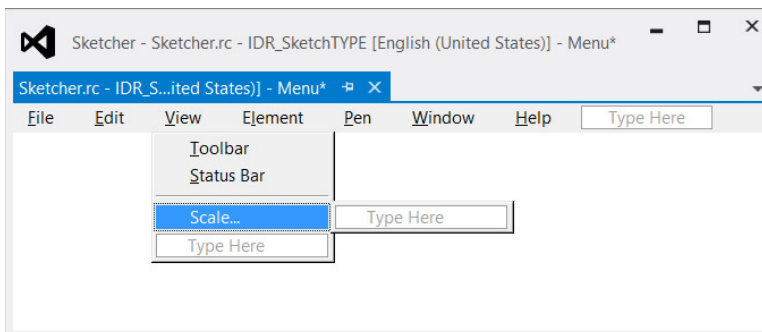 Sketcher - Sketcher.rc - IDR_SketchTYPE [English (United States)] - Menu*
Sketcher.rc - IDR_S...ited States)] - Menu*
File Edit View Element Pen Window Help Type Here
Toolbar
Status Bar
Scale... Type Here
Type Here